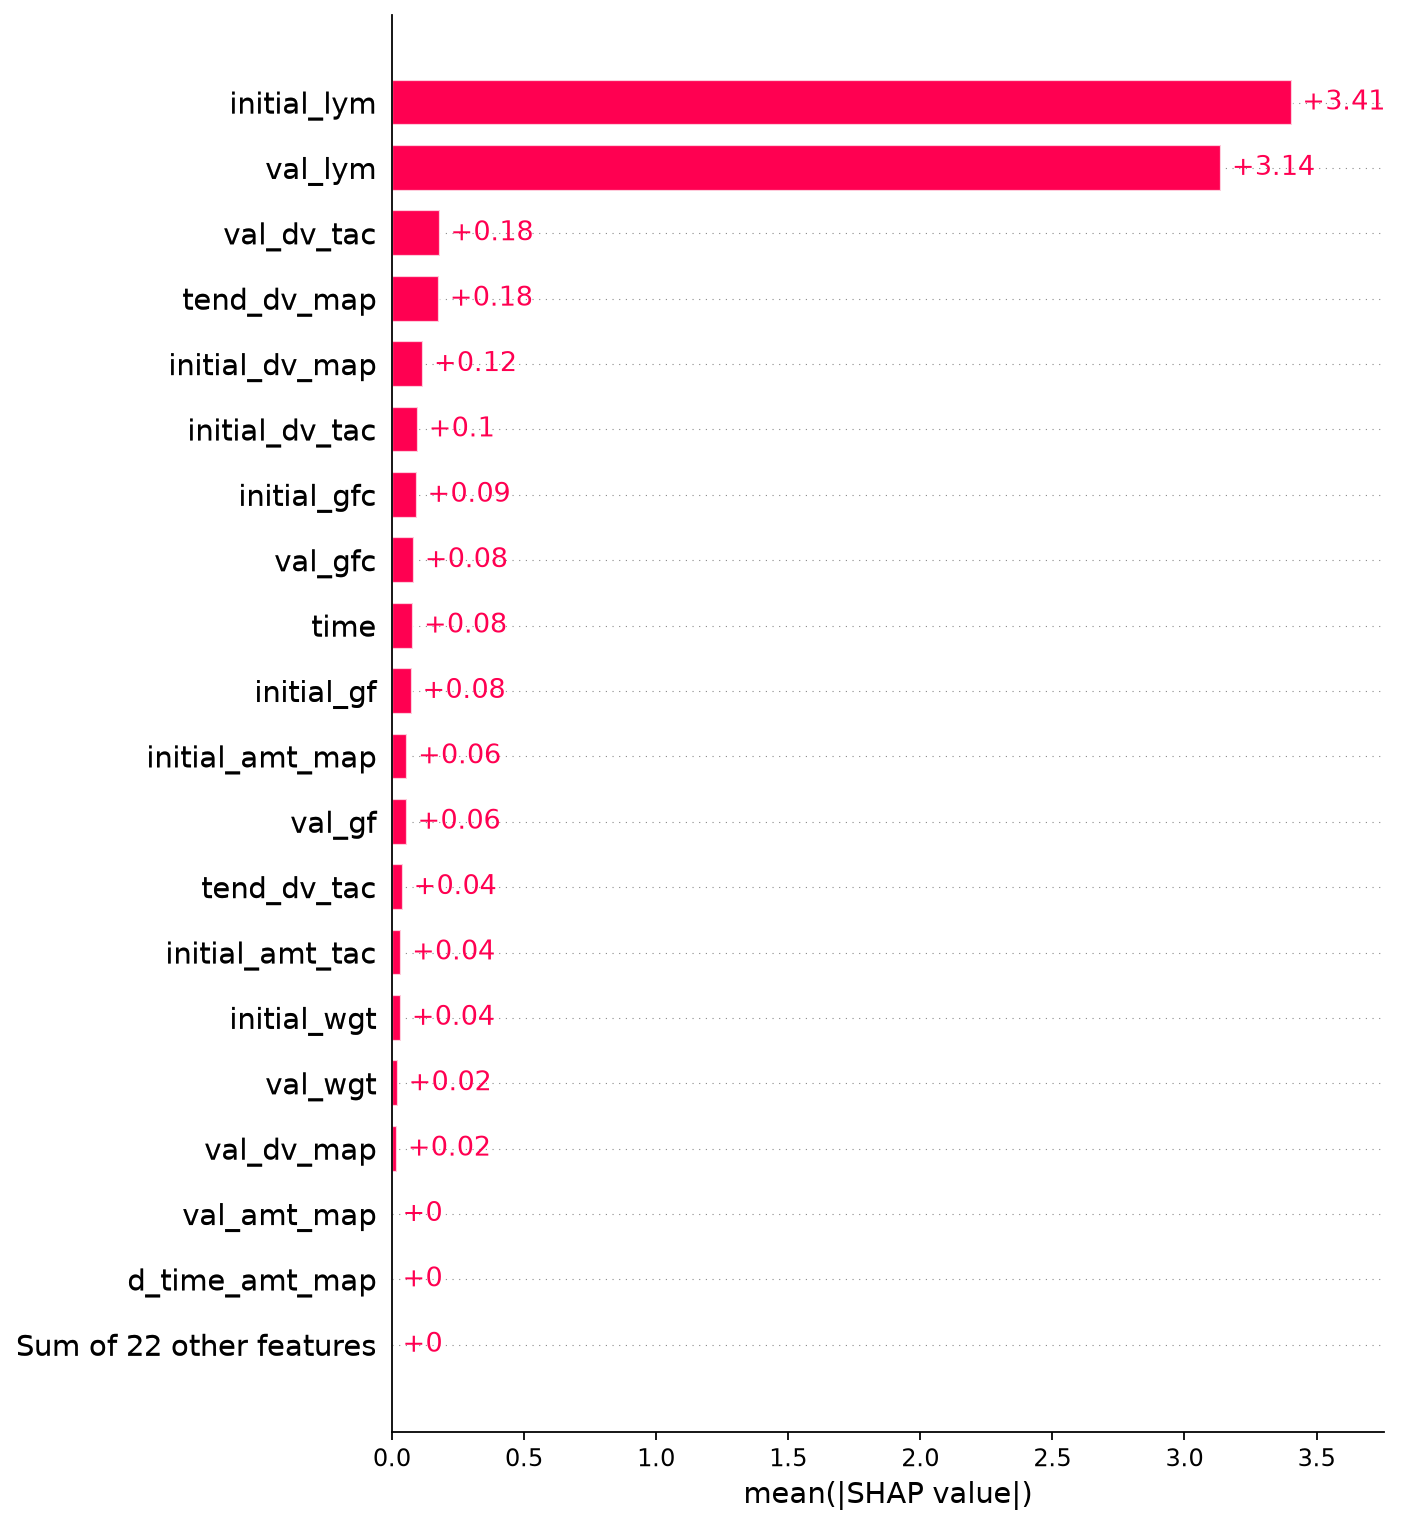 initial_lym +3.41
val_lym +3.14
val_dv_tac +0.18
tend_dv_map +0.18
initial_dv_map +0.12
initial_dv_tac +0.1
initial_gfc +0.09
val_gfc +0.08
time +0.08
initial_gf +0.08
initial_amt_map +0.06
val_gf +0.06
tend_dv_tac +0.04
initial_amt_tac +0.04
initial_wgt +0.04
val_wgt +0.02
val_dv_map +0.02
val_amt_map +0
d_time_amt_map +0
Sum of 22 other features +0
0.0 0.5 1.0 1.5 2.0 2.5 3.0 3.5
mean(|SHAP value|)